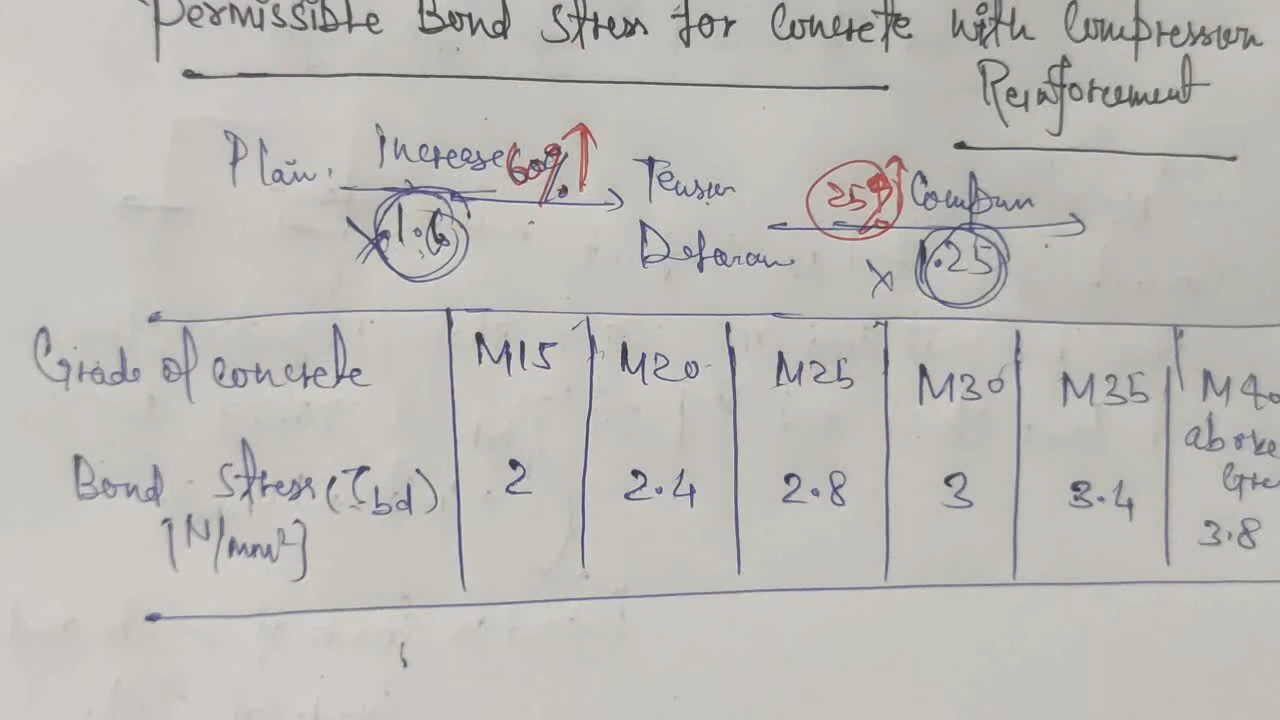 Permissible Bond Stress for Concrete with Compression
Reinforcement
Plain. Increase 60% Tension 25%
×1.6 × 1.25
Grade of concrete M15 M20 M25 M30 M35 M40
above
Bond Stress (τbd) 2 2.4 2.8 3 3.4
[N/mm²] 3.8